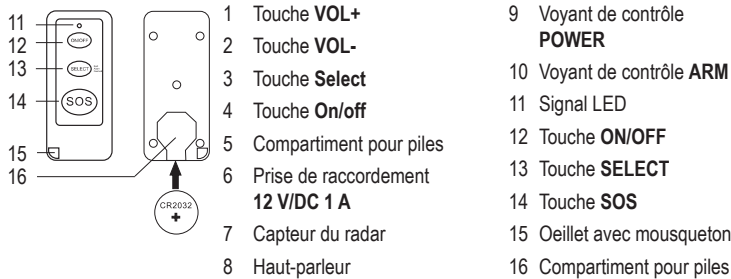 11
12
13
14
15
16
ON/OFF
SELECT
SOS
CR2032
+
1 Touche VOL+
2 Touche VOL-
3 Touche Select
4 Touche On/off
5 Compartiment pour piles
6 Prise de raccordement
12 V/DC 1 A
7 Capteur du radar
8 Haut-parleur
9 Voyant de contrôle
POWER
10 Voyant de contrôle ARM
11 Signal LED
12 Touche ON/OFF
13 Touche SELECT
14 Touche SOS
15 Oeillet avec mousqueton
16 Compartiment pour piles